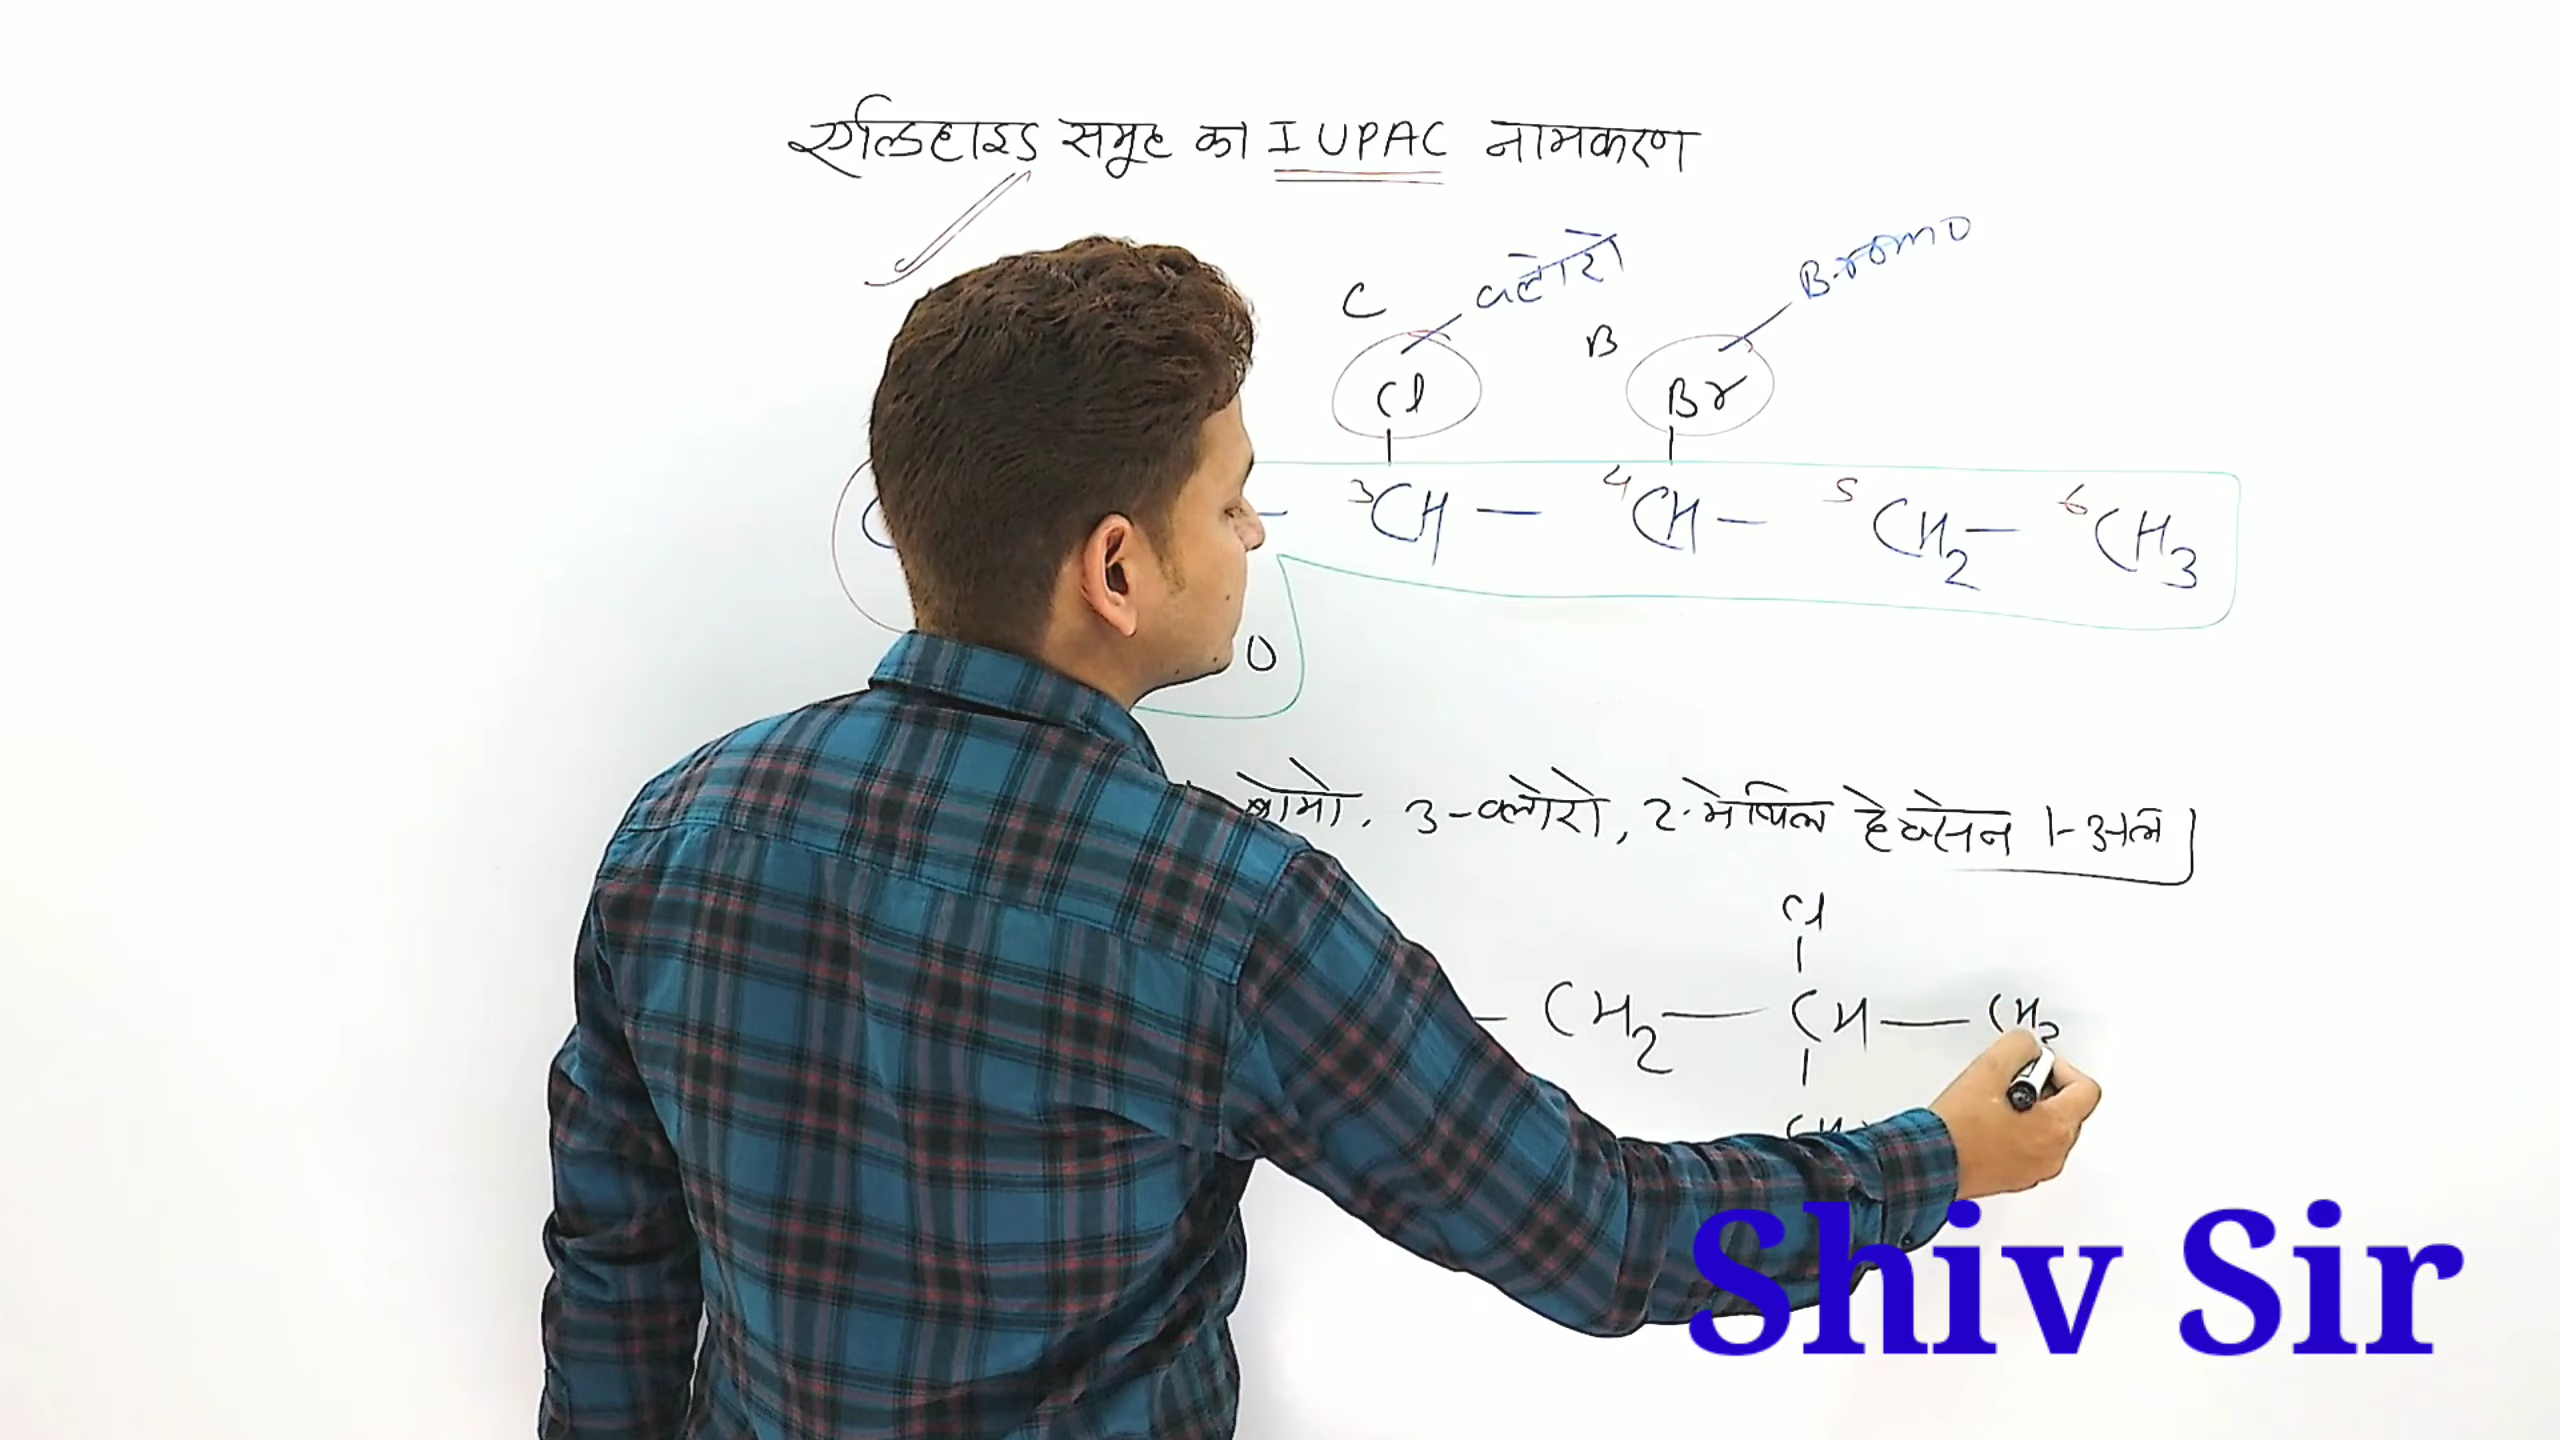 एल्डिहाइड समूह का IUPAC नामकरण
C क्लोरो Bromo
B
Cl Br
— 3CH — 4CH — 5CH2 — 6CH3
O
ब्रोमो, 3-क्लोरो, 2-मेथिल हेक्सेन 1-अल
Cl
— CH2 — CH — CH2
Shiv Sir